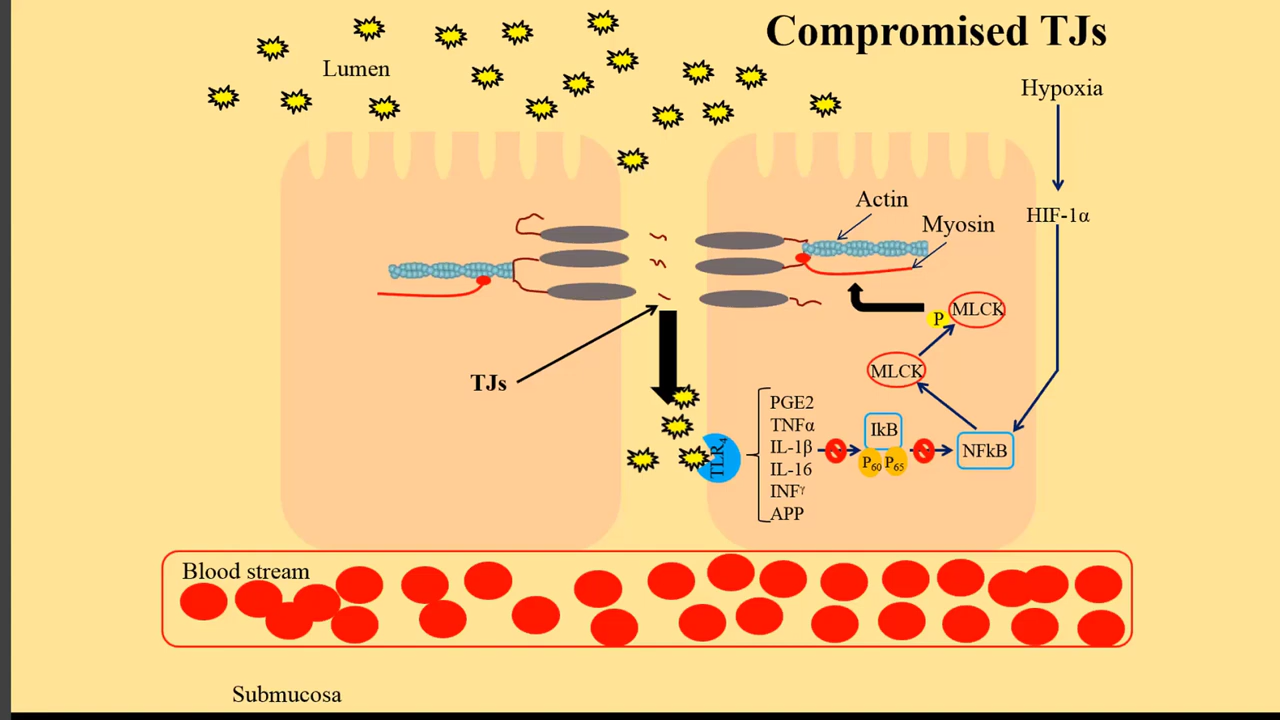 Compromised TJs
Lumen
Hypoxia
Actin
HIF-1α
Myosin
P
MLCK
MLCK
TJs
PGE2
TNFα
IL-1β
IL-16
INFᵞ
APP
TLR4
IkB
P60 P65
NFkB
Blood stream
Submucosa